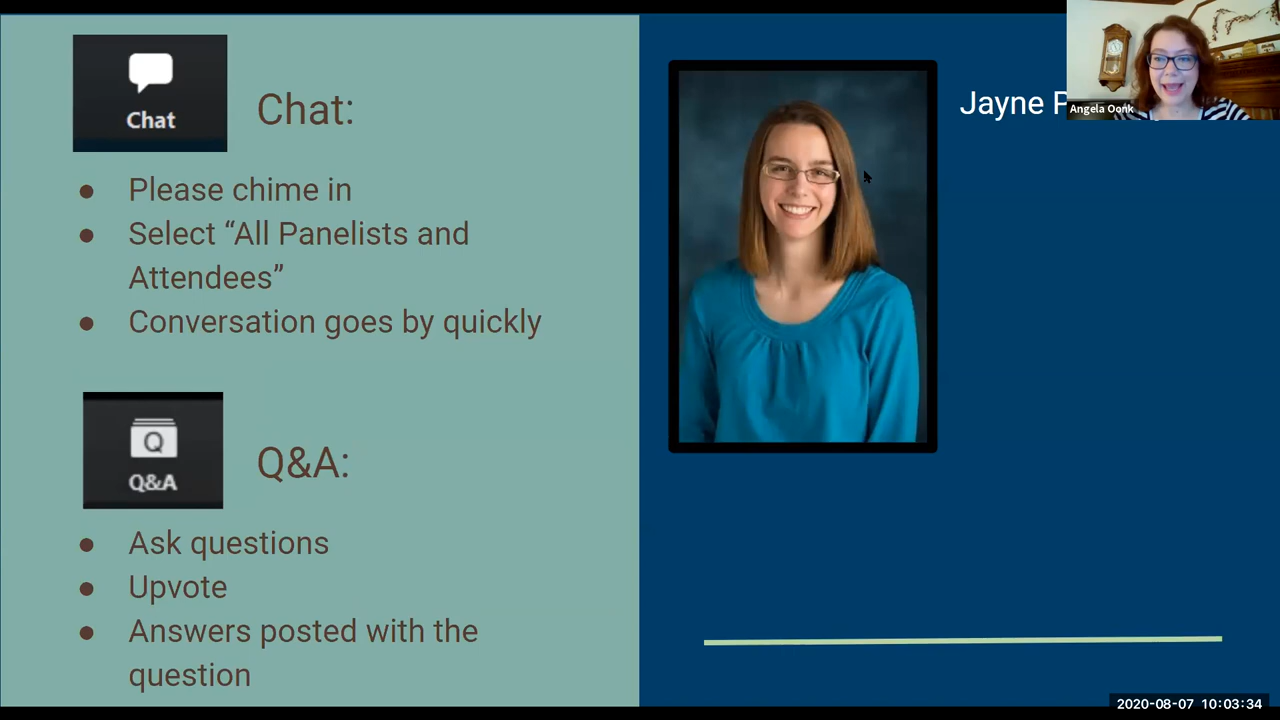 Chat
Chat:
Please chime in
Select “All Panelists and
Attendees”
Conversation goes by quickly
Q
Q&A
Q&A:
Ask questions
Upvote
Answers posted with the
question
Jayne
Angela Oonk
2020-08-07 10:03:34